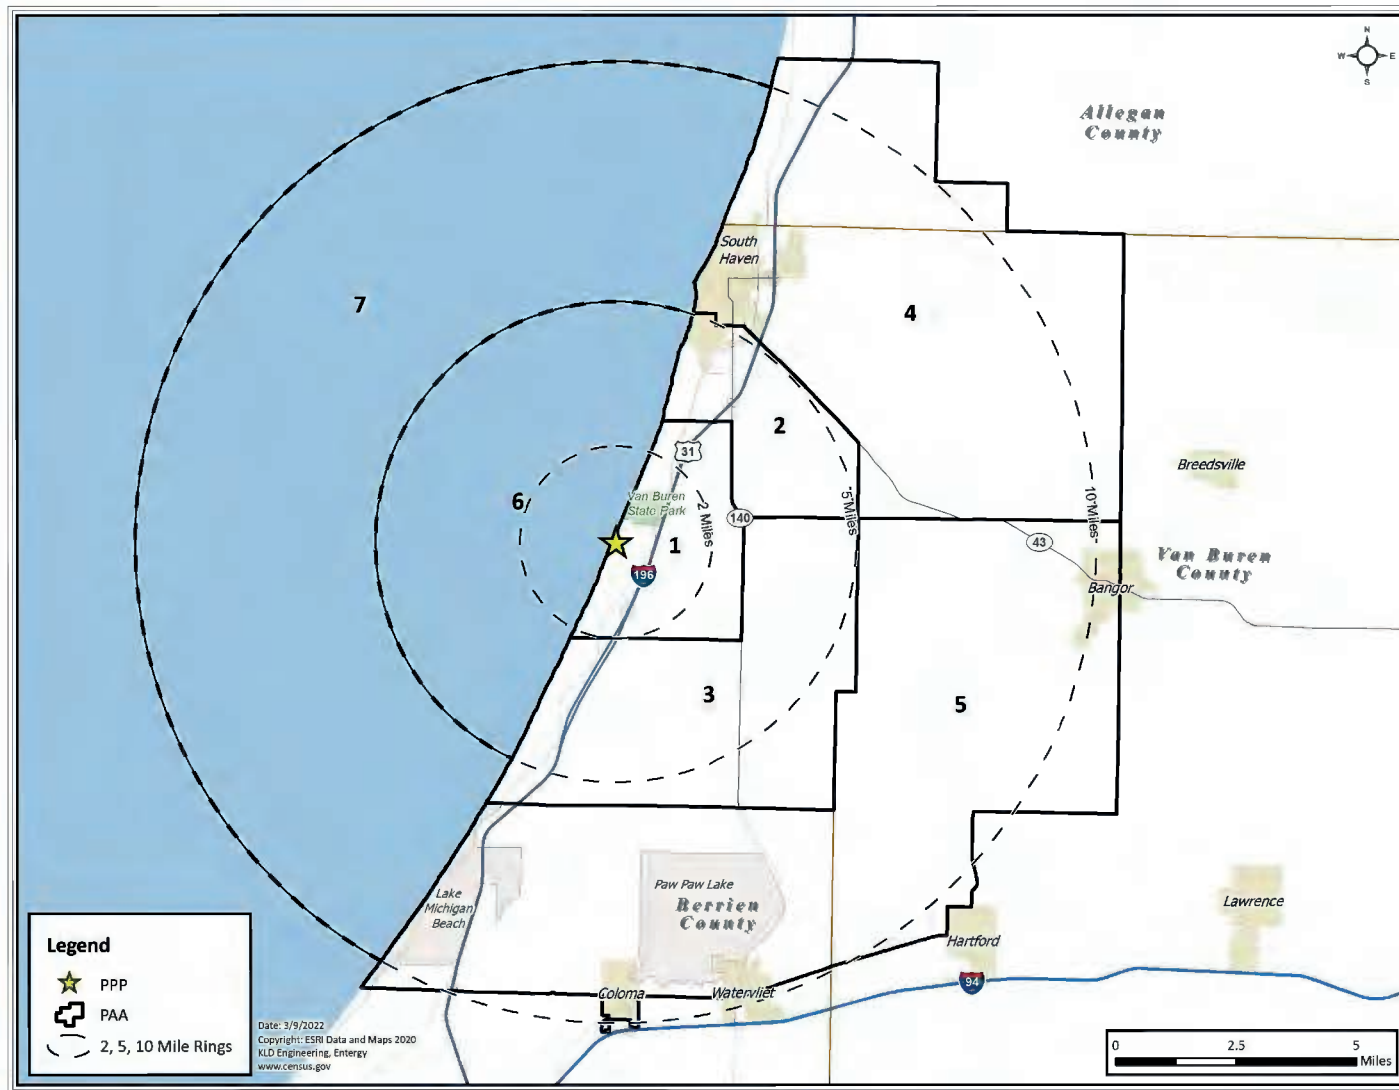 N
W E
S
Allegan
County
South
Haven
7
4
2
31
Breedsville
Van Buren
State Park
6
2 Miles
5 Miles
10 Miles
140
1
43
Van Buren
County
196
Bangor
3
5
Lake
Michigan
Beach
Paw Paw Lake
Berrien
County
Lawrence
Hartford
94
Coloma
Watervliet
Legend
PPP
PAA
2, 5, 10 Mile Rings
Date: 3/9/2022
Copyright: ESRI Data and Maps 2020
KLD Engineering, Entergy
www.census.gov
0 2.5 5
Miles